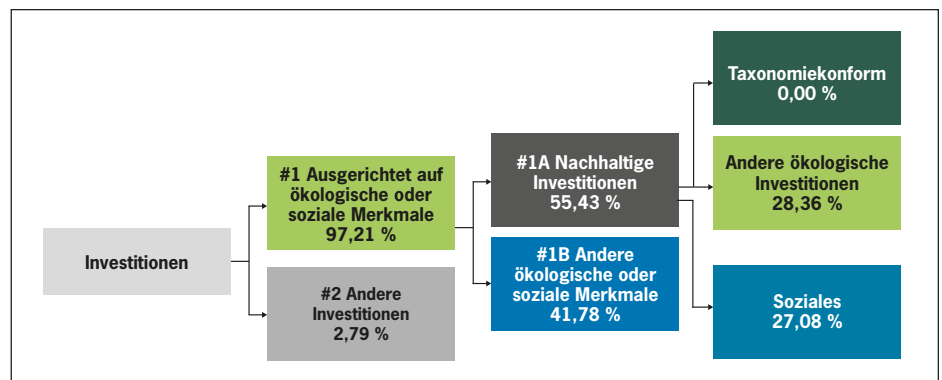 Investitionen
#1 Ausgerichtet auf
ökologische oder
soziale Merkmale
97,21 %
#2 Andere
Investitionen
2,79 %
#1A Nachhaltige
Investitionen
55,43 %
#1B Andere
ökologische oder
soziale Merkmale
41,78 %
Taxonomiekonform
0,00 %
Andere ökologische
Investitionen
28,36 %
Soziales
27,08 %